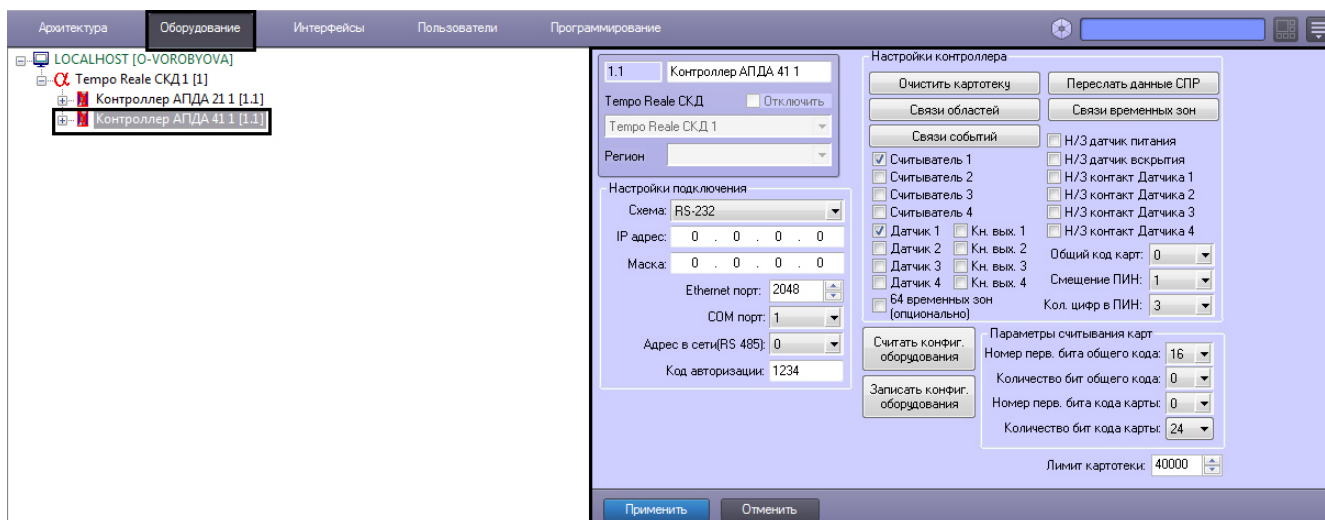 Архитектура Оборудование Интерфейсы Пользователи Программирование
LOCALHOST [O-VOROBYOVA]
Tempo Reale СКД 1 [1]
Контроллер АПДА 21 1 [1.1]
Контроллер АПДА 41 1 [1.1]
1.1 Контроллер АПДА 41 1
Tempo Reale СКД Отключить
Tempo Reale СКД 1
Регион
Настройки подключения
Схема: RS-232
IP адрес: 0 . 0 . 0 . 0
Маска: 0 . 0 . 0 . 0
Ethernet порт: 2048
COM порт: 1
Адрес в сети(RS 485): 0
Код авторизации: 1234
Настройки контроллера
Очистить картотеку Переслать данные СПР
Связи областей Связи временных зон
Связи событий
Н/З датчик питания
Считыватель 1 Н/З датчик вскрытия
Считыватель 2 Н/З контакт Датчика 1
Считыватель 3 Н/З контакт Датчика 2
Считыватель 4 Н/З контакт Датчика 3
Датчик 1 Кн. вых. 1 Н/З контакт Датчика 4
Датчик 2 Кн. вых. 2
Общий код карт: 0
Датчик 3 Кн. вых. 3
Датчик 4 Кн. вых. 4
Смещение ПИН: 1
64 временных зон
(опционально)
Кол. цифр в ПИН: 3
Считать конфиг.
оборудования
Записать конфиг.
оборудования
Параметры считывания карт
Номер перв. бита общего кода: 16
Количество бит общего кода: 0
Номер перв. бита кода карты: 0
Количество бит кода карты: 24
Лимит картотеки: 40000
Применить Отменить